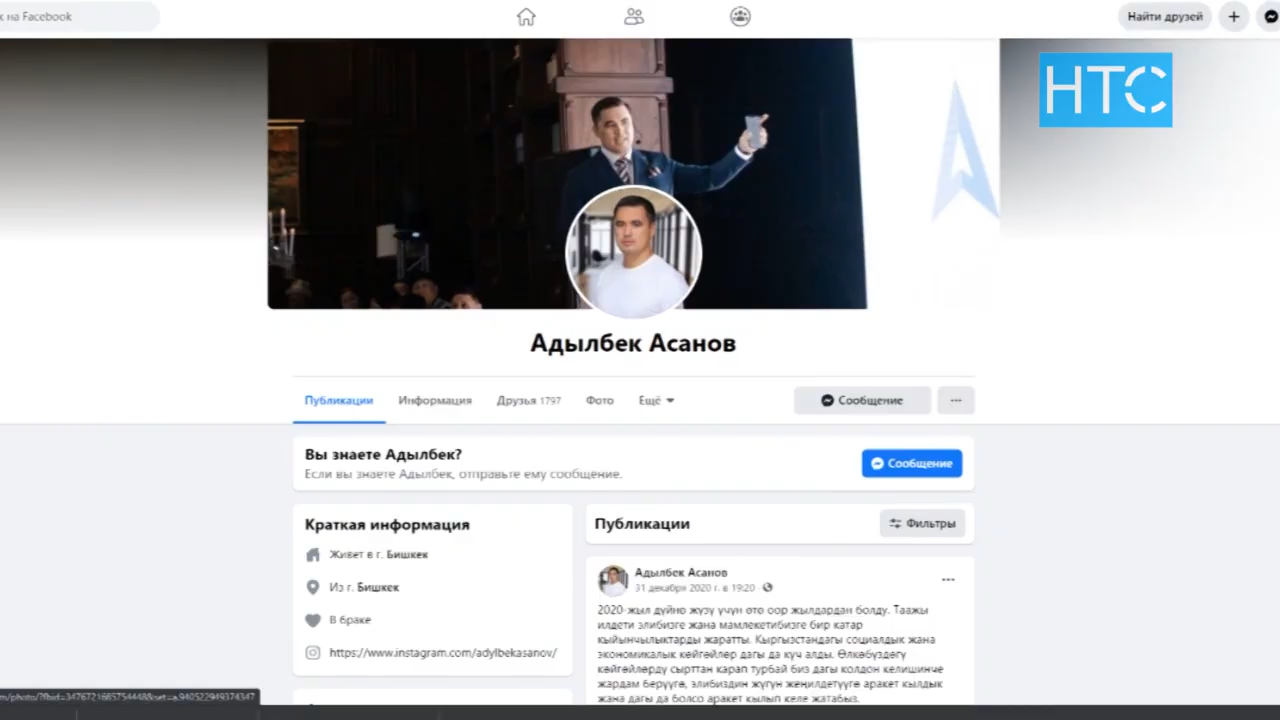 к на Facebook
Найти друзей
НТС
Адылбек Асанов
Публикации
Информация
Друзья 1797
Фото
Ещё
Сообщение
Вы знаете Адылбек?
Если вы знаете Адылбек, отправьте ему сообщение.
Сообщение
Краткая информация
Живет в г. Бишкек
Из г. Бишкек
В браке
https://www.instagram.com/adylbekasanov/
Публикации
Фильтры
Адылбек Асанов
31 декабря 2020 г. в 19:20
2020-жыл дүйнө жүзү үчүн өтө оор жылдардан болду. Таажы
илдети элибизге жана мамлекетибизге бир катар
кыйынчылыктарды жаратты. Кыргызстандагы социалдык жана
экономикалык көйгөйлөр дагы да күч алды. Өлкөбүздөгү
көйгөйлөрдү сырттан карап турбай биз дагы колдон келишинче
жардам берүүгө, элибиздин жүгүн жеңилдетүүгө аракет кылдык
жана дагы да болсо аракет кылып келе жатабыз.